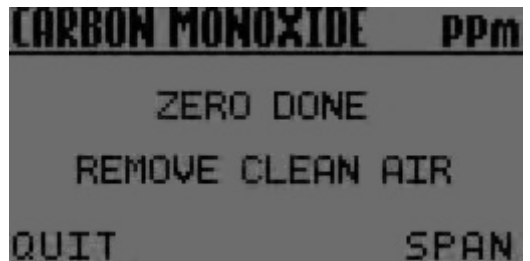 CARBON MONOXIDE PPm
ZERO DONE
REMOVE CLEAN AIR
QUIT SPAN